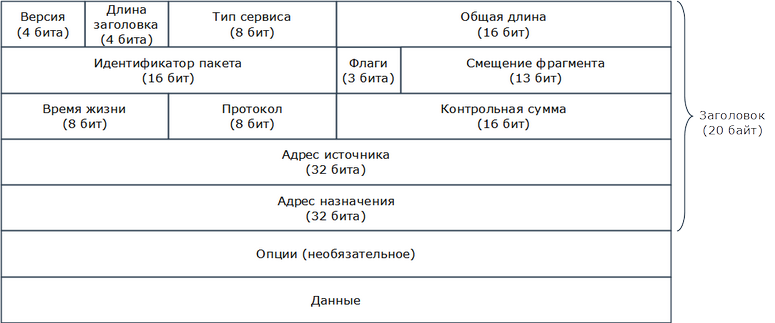 Версия
(4 бита)
Длина
заголовка
(4 бита)
Тип сервиса
(8 бит)
Общая длина
(16 бит)
Идентификатор пакета
(16 бит)
Флаги
(3 бита)
Смещение фрагмента
(13 бит)
Время жизни
(8 бит)
Протокол
(8 бит)
Контрольная сумма
(16 бит)
Адрес источника
(32 бита)
Адрес назначения
(32 бита)
Заголовок
(20 байт)
Опции (необязательное)
Данные